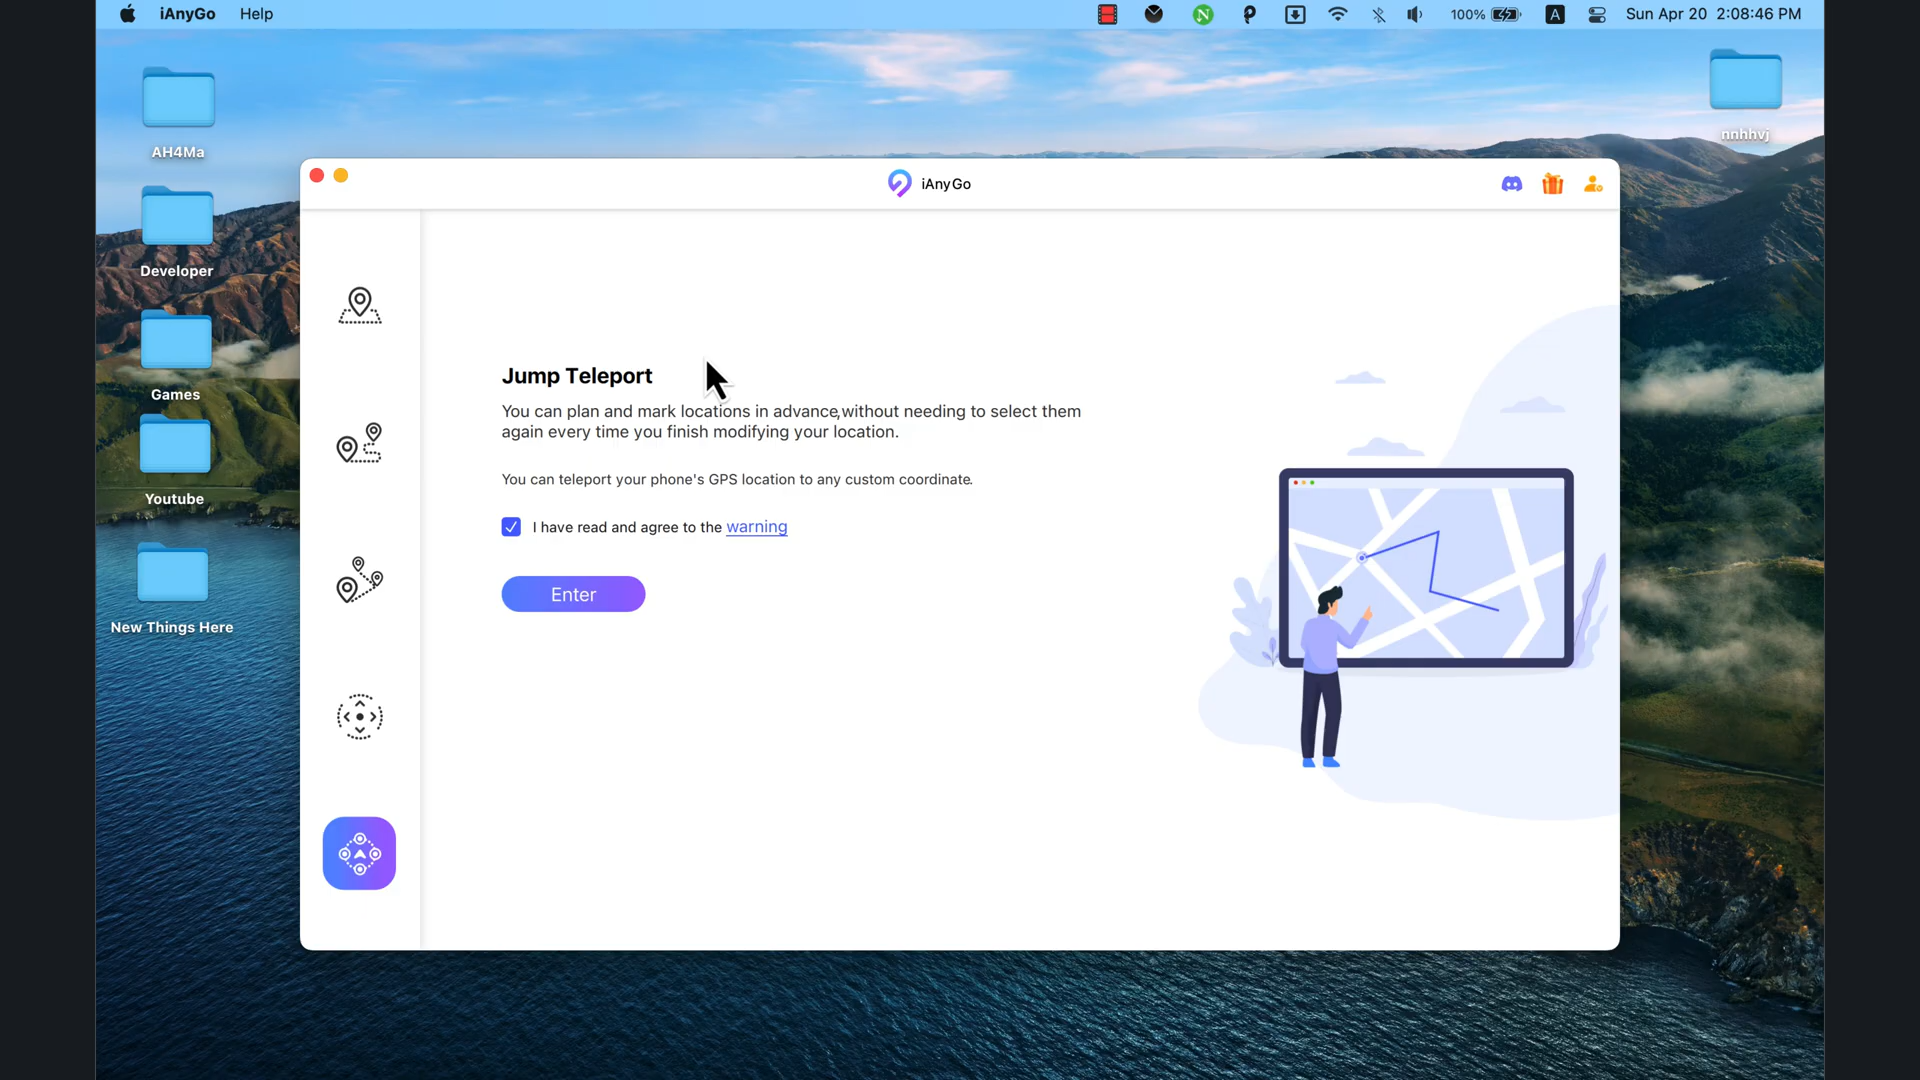 iAnyGo Help
100% A Sun Apr 20 2:08:46 PM
N
AH4Ma
nnhhvj
Developer
Games
Youtube
New Things Here
iAnyGo
Jump Teleport
You can plan and mark locations in advance,without needing to select them
again every time you finish modifying your location.
You can teleport your phone's GPS location to any custom coordinate.
I have read and agree to the warning
Enter